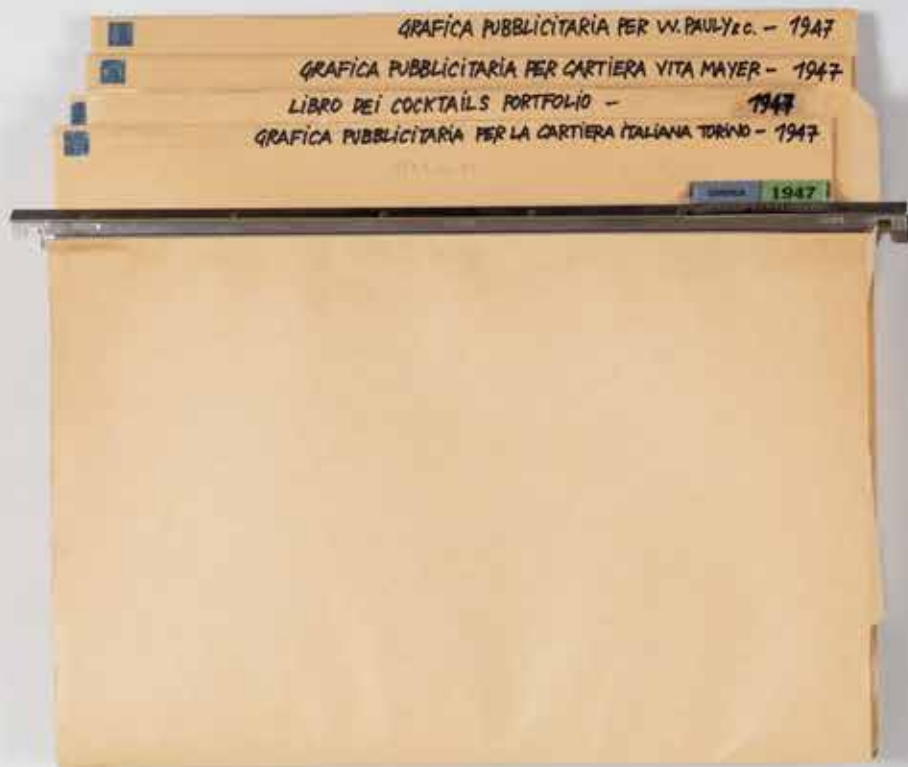 GRAFICA PUBBLICITARIA PER W. PAULY & C. - 1947
GRAFICA PUBBLICITARIA PER CARTIERA VITA MAYER - 1947
LIBRO DEI COCKTAILS PORTFOLIO - 1947
GRAFICA PUBBLICITARIA PER LA CARTIERA ITALIANA TORINO - 1947
1947